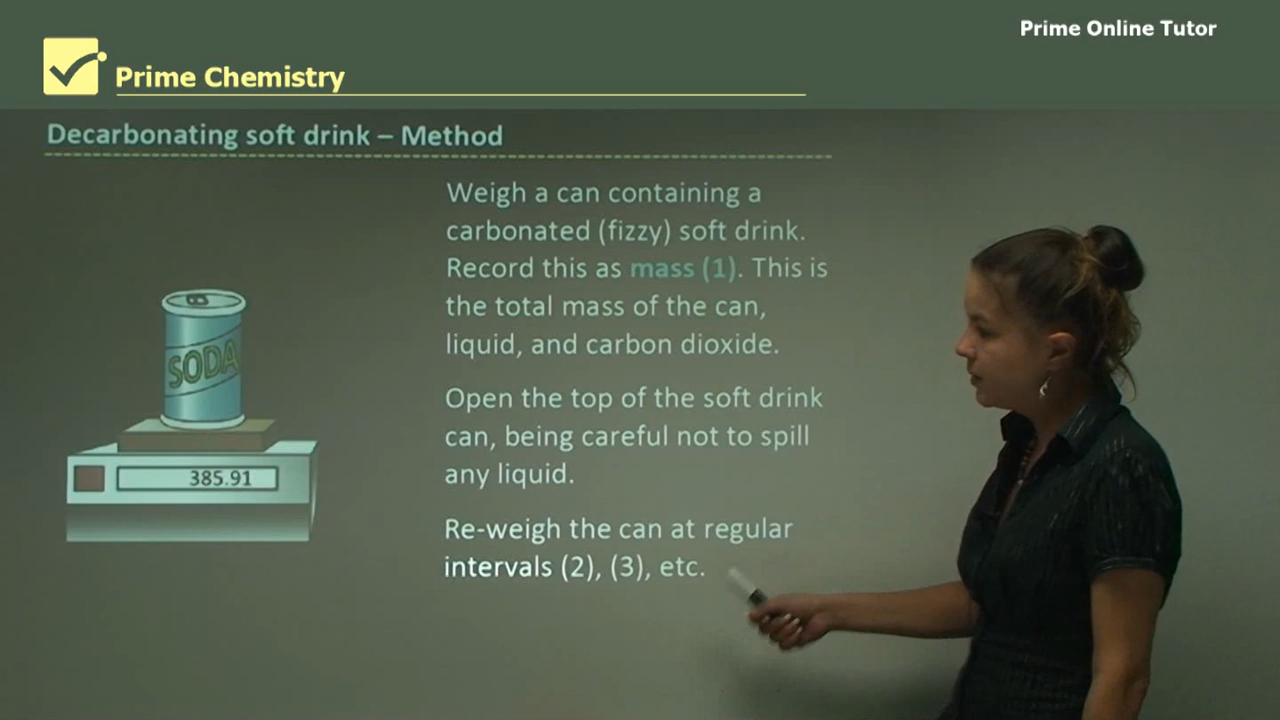 Prime Online Tutor
Prime Chemistry
Decarbonating soft drink – Method
Weigh a can containing a
carbonated (fizzy) soft drink.
Record this as mass (1). This is
the total mass of the can,
liquid, and carbon dioxide.
Open the top of the soft drink
can, being careful not to spill
any liquid.
Re-weigh the can at regular
intervals (2), (3), etc.
SODA
385.91